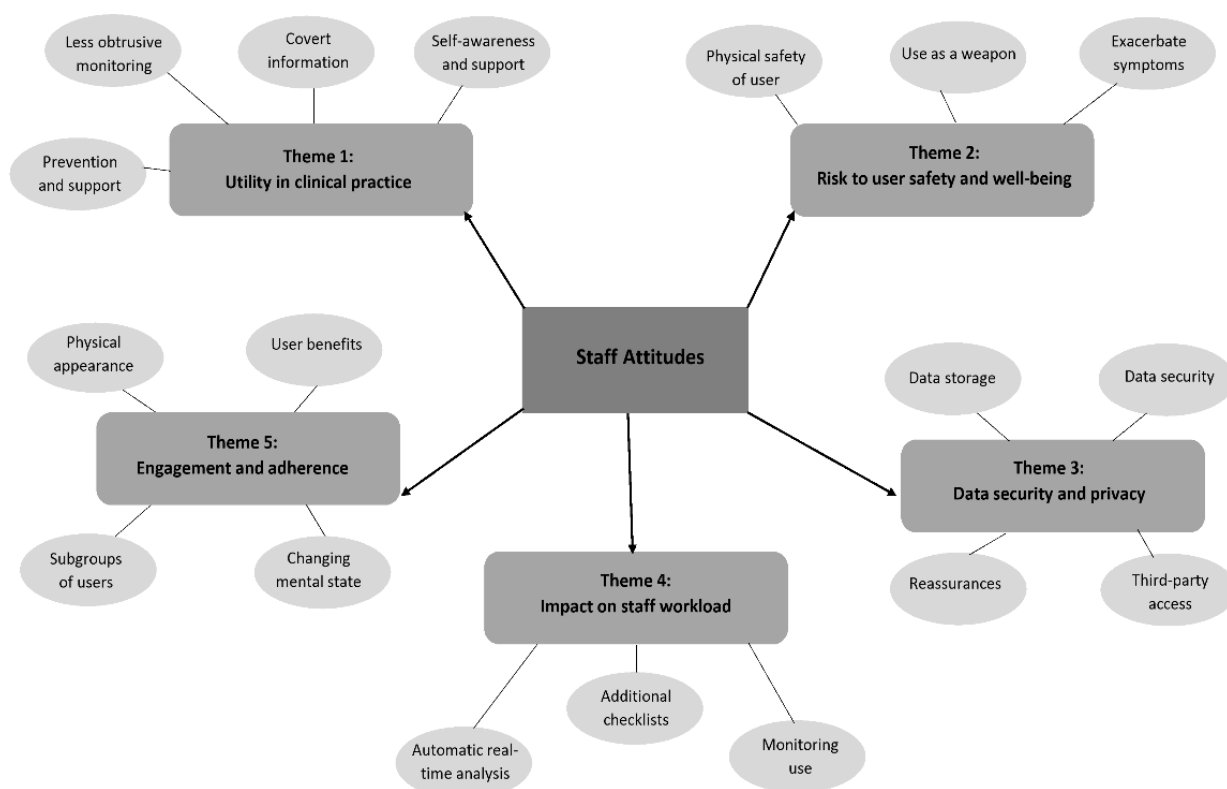 Less obtrusive
monitoring
Covert
information
Self-awareness
and support
Prevention
and support
Theme 1:
Utility in clinical practice
Physical safety
of user
Use as a weapon
Exacerbate
symptoms
Theme 2:
Risk to user safety and well-being
Staff Attitudes
Physical
appearance
User benefits
Theme 5:
Engagement and adherence
Subgroups
of users
Changing
mental state
Data storage
Data security
Theme 3:
Data security and privacy
Reassurances
Third-party
access
Theme 4:
Impact on staff workload
Automatic real-
time analysis
Additional
checklists
Monitoring
use